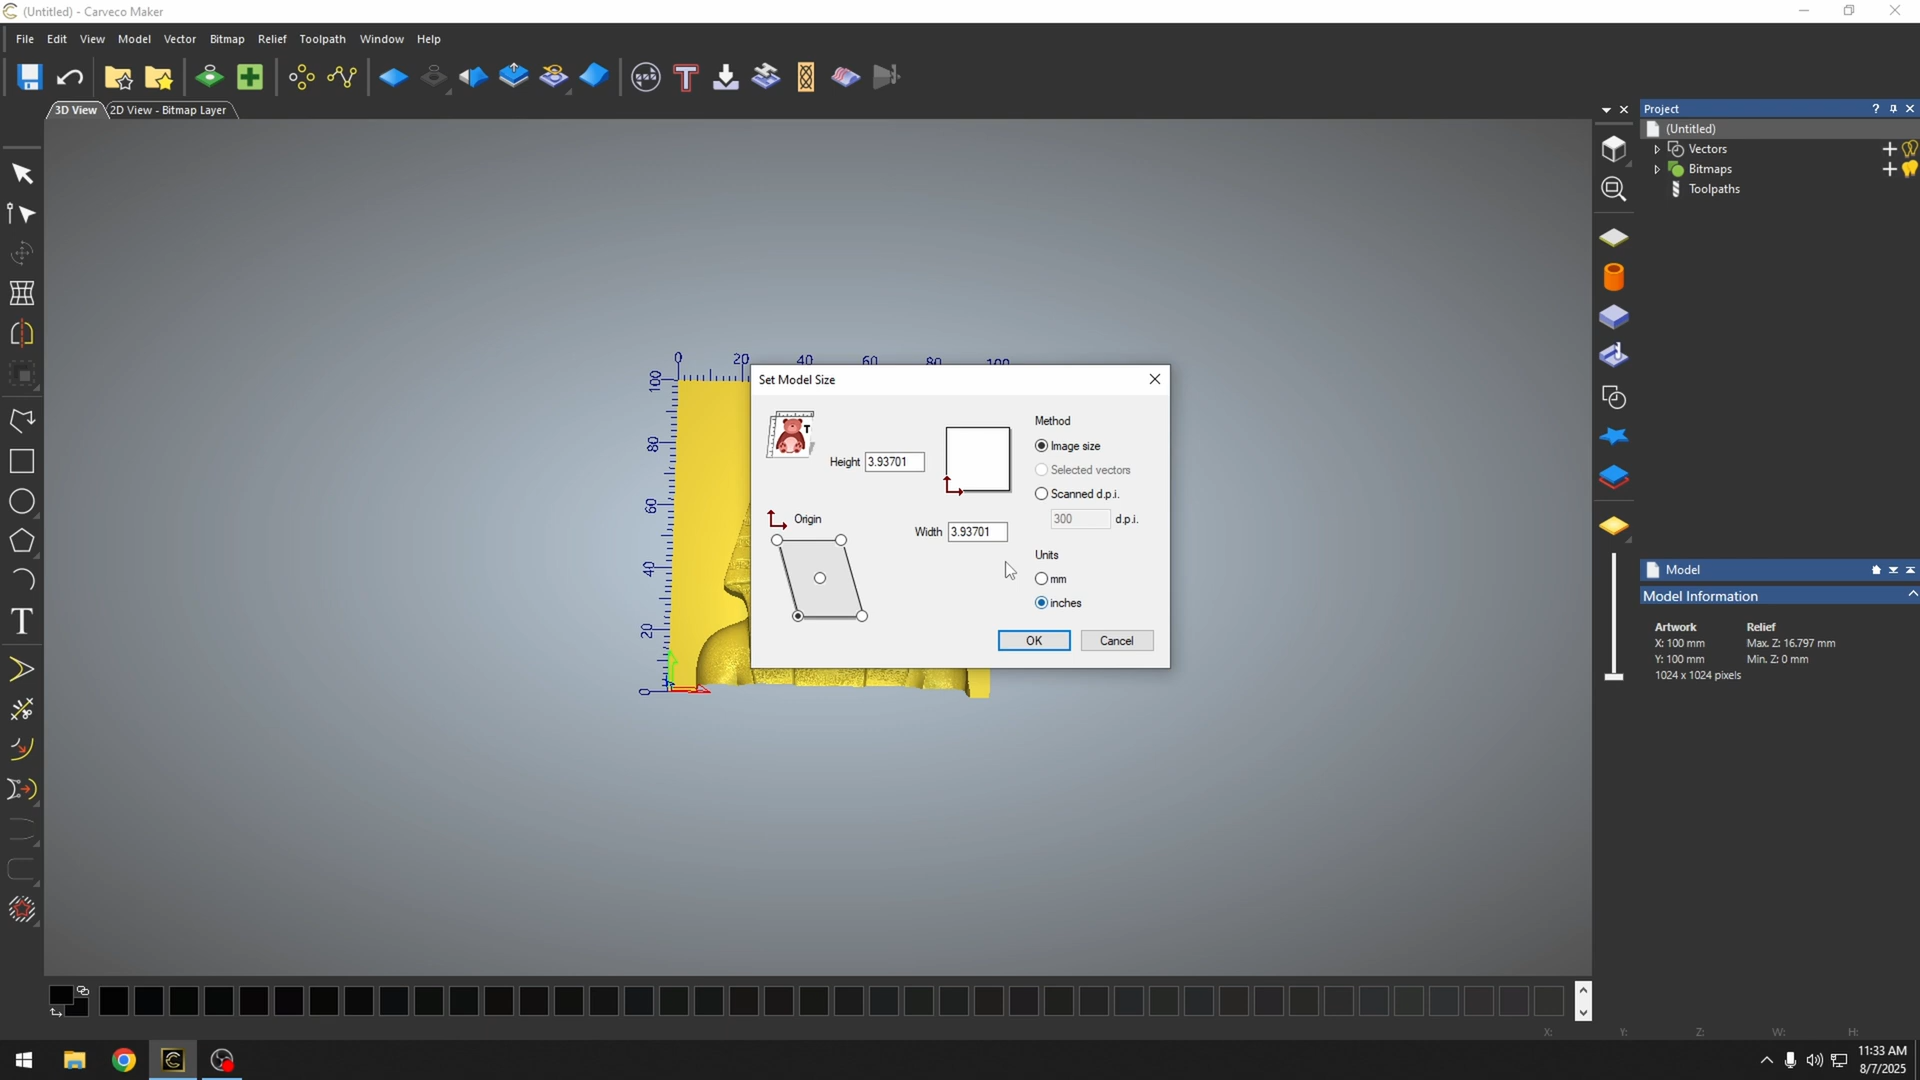 (Untitled) - Carveco Maker
File Edit View Model Vector Bitmap Relief Toolpath Window Help
3D View 2D View - Bitmap Layer
Project
(Untitled)
Vectors
Bitmaps
Toolpaths
0 20 40 60 80 100
100
80
60
40
20
0
Set Model Size
Height 3.93701
Origin
Width 3.93701
Method
Image size
Selected vectors
Scanned d.p.i.
300 d.p.i.
Units
mm
inches
OK Cancel
Model
Model Information
Artwork Relief
X: 100 mm Max. Z: 16.797 mm
Y: 100 mm Min. Z: 0 mm
1024 x 1024 pixels
X: Y: Z: W: H:
11:33 AM
8/7/2025